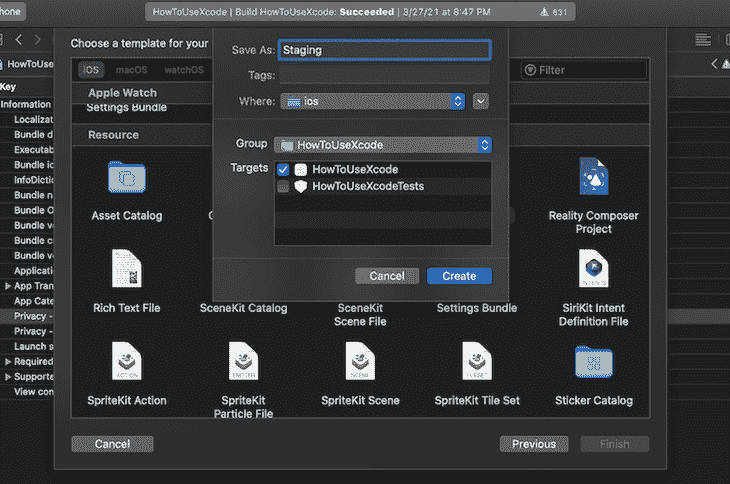 hone
HowToUseXcode | Build HowToUseXcode: Succeeded | 3/27/21 at 8:47 PM
831
Choose a template for your
Save As: Staging
Tags:
Where: ios
iOS
macOS
watchOS
Filter
HowToUse
Key
Apple Watch
Settings Bundle
Resource
Group HowToUseXcode
Targets HowToUseXcode
HowToUseXcodeTests
Information
Localizat
Bundle d
Executab
Bundle id
InfoDictic
Bundle na
Bundle O
Bundle ve
Bundle cu
Bundle ve
Applicati
App Tran
App Cate
Privacy -
Privacy -
Launch s
Required
Supporte
View con
Asset Catalog
Reality Composer
Project
Cancel
Create
Rich Text File
SceneKit Catalog
SceneKit
Scene File
Settings Bundle
SiriKit Intent
Definition File
SpriteKit Action
SpriteKit
Particle File
SpriteKit Scene
SpriteKit Tile Set
Sticker Catalog
Cancel
Previous
Finish